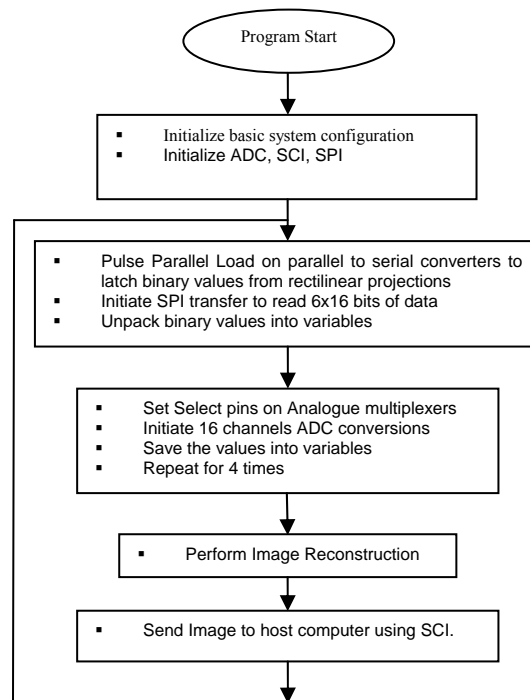 Program Start
▪ Initialize basic system configuration
▪ Initialize ADC, SCI, SPI
▪ Pulse Parallel Load on parallel to serial converters to
latch binary values from rectilinear projections
▪ Initiate SPI transfer to read 6x16 bits of data
▪ Unpack binary values into variables
▪ Set Select pins on Analogue multiplexers
▪ Initiate 16 channels ADC conversions
▪ Save the values into variables
▪ Repeat for 4 times
▪ Perform Image Reconstruction
▪ Send Image to host computer using SCI.